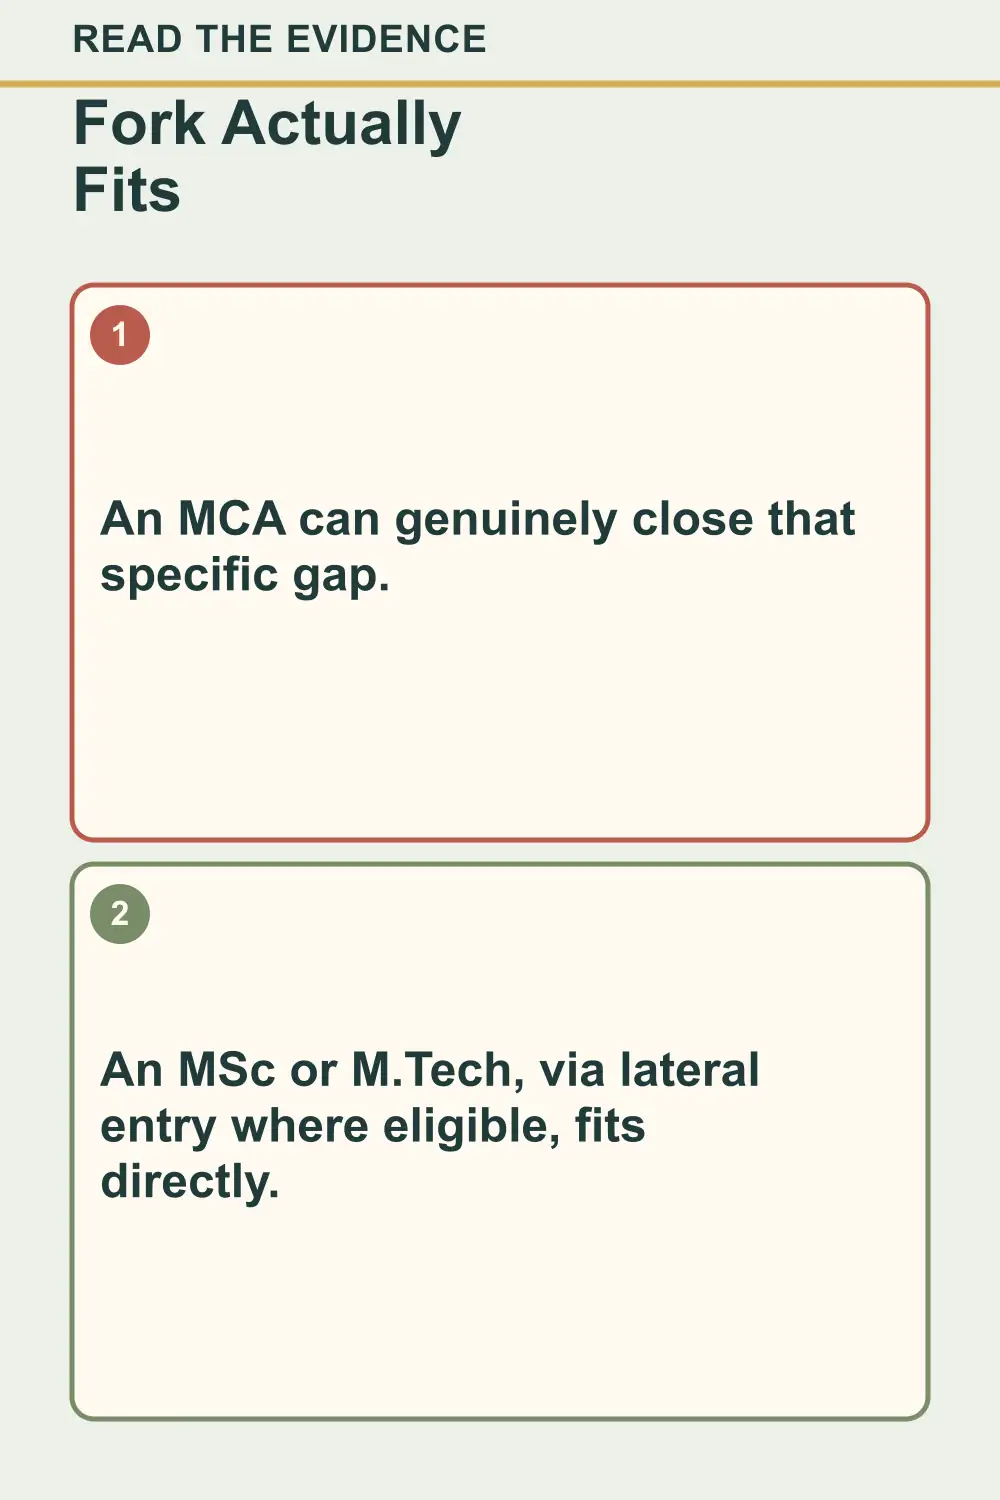 READ THE EVIDENCE
Fork Actually
Fits
1
An MCA can genuinely close that
specific gap.
2
An MSc or M.Tech, via lateral
entry where eligible, fits
directly.